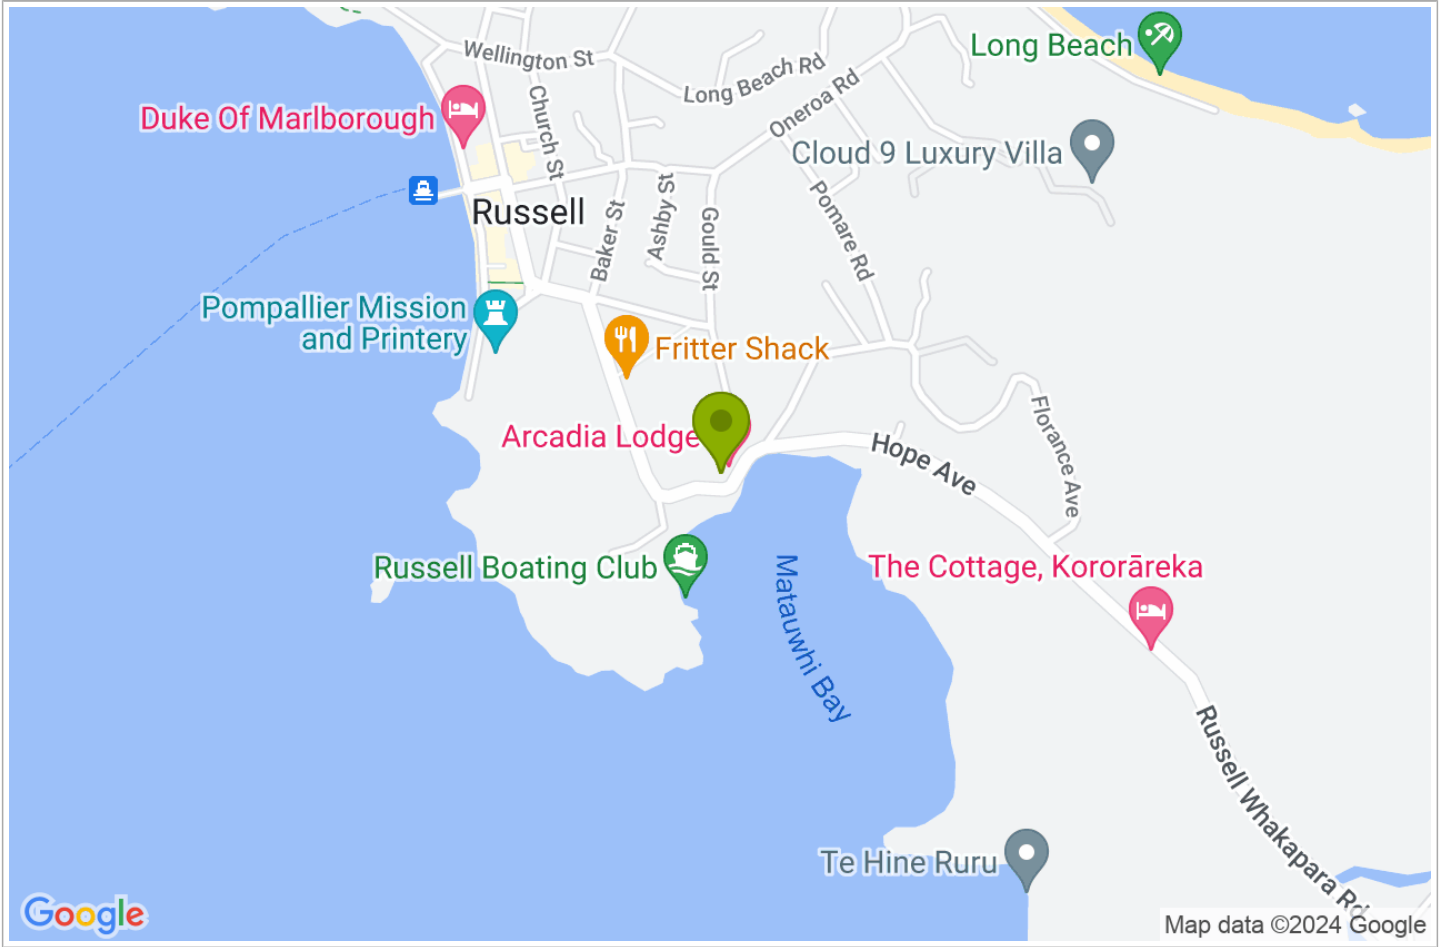 Long Beach
Wellington St
Long Beach Rd
Oneroa Rd
Duke Of Marlborough
Church St
Cloud 9 Luxury Villa
Russell
Baker St
Ashby St
Gould St
Pomare Rd
Pompallier Mission
and Printery
Fritter Shack
Arcadia Lodge
Hope Ave
Florance Ave
Russell Boating Club
Matauwhi Bay
The Cottage, Kororāreka
Russell Whakapara Rd
Te Hine Ruru
Google
Map data ©2024 Google